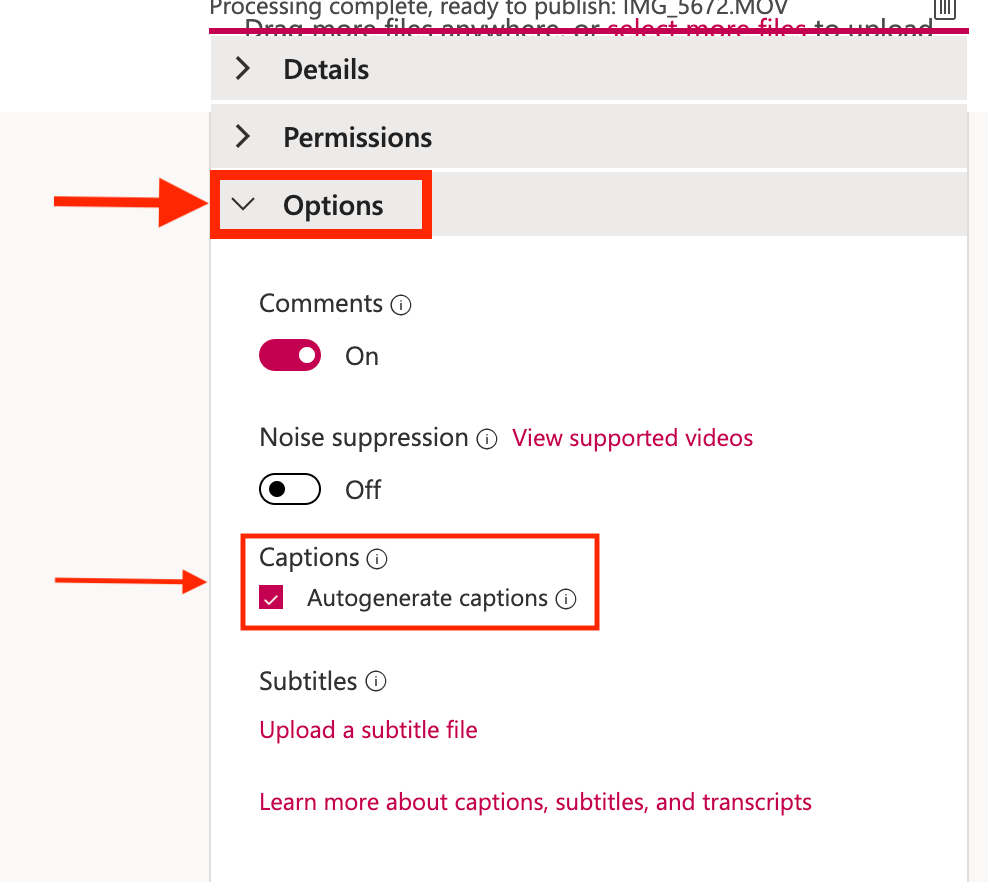 Processing complete, ready to publish: IMG_5672.MOV
Drag more files anywhere, or select more files to upload
Details
Permissions
Options
Comments
On
Noise suppression View supported videos
Off
Captions
Autogenerate captions
Subtitles
Upload a subtitle file
Learn more about captions, subtitles, and transcripts